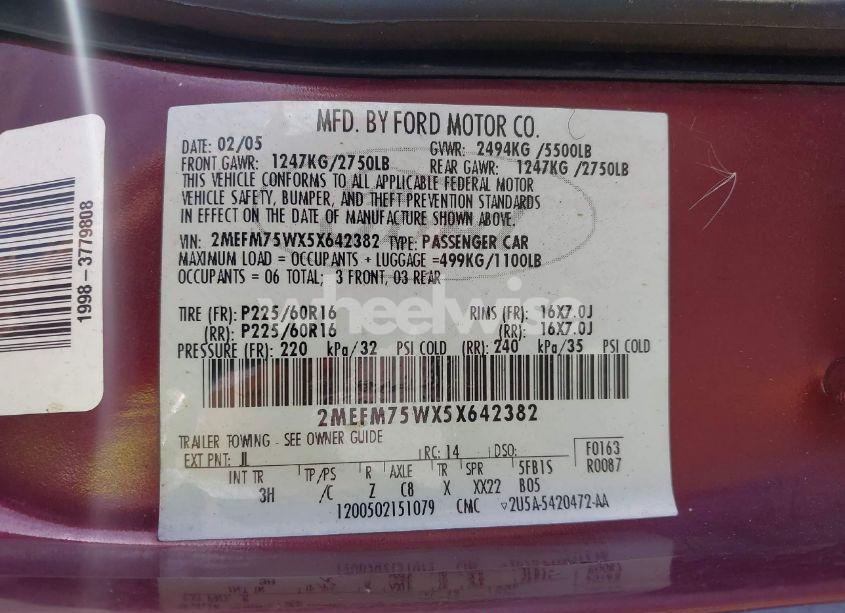 MFD. BY FORD MOTOR CO.
DATE: 02/05
GVWR: 2494KG /5500LB
FRONT GAWR: 1247KG/2750LB
REAR GAWR: 1247KG /2750LB
THIS VEHICLE CONFORMS TO ALL APPLICABLE FEDERAL MOTOR
VEHICLE SAFETY, BUMPER, AND THEFT PREVENTION STANDARDS
IN EFFECT ON THE DATE OF MANUFACTURE SHOWN ABOVE.
VIN: 2MEFM75WX5X642382 TYPE: PASSENGER CAR
MAXIMUM LOAD = OCCUPANTS + LUGGAGE =499KG/1100LB
OCCUPANTS = 06 TOTAL; 3 FRONT, 03 REAR
TIRE (FR): P225/60R16 RIMS (FR): 16X7.0J
(RR): P225/60R16 (RR): 16X7.0J
PRESSURE (FR): 220 kPa/32 PSI COLD (RR): 240 kPa/35 PSI COLD
2MEFM75WX5X642382
TRAILER TOWING - SEE OWNER GUIDE
EXT PNT: JL RC: 14 DSO: F0163
R0087
INT TR TP/PS R AXLE TR SPR 5FB1S
3H /C Z C8 X XX22 B05
1200502151079 CMC 2U5A-5420472-AA
1998 - 3779808
wheelwise